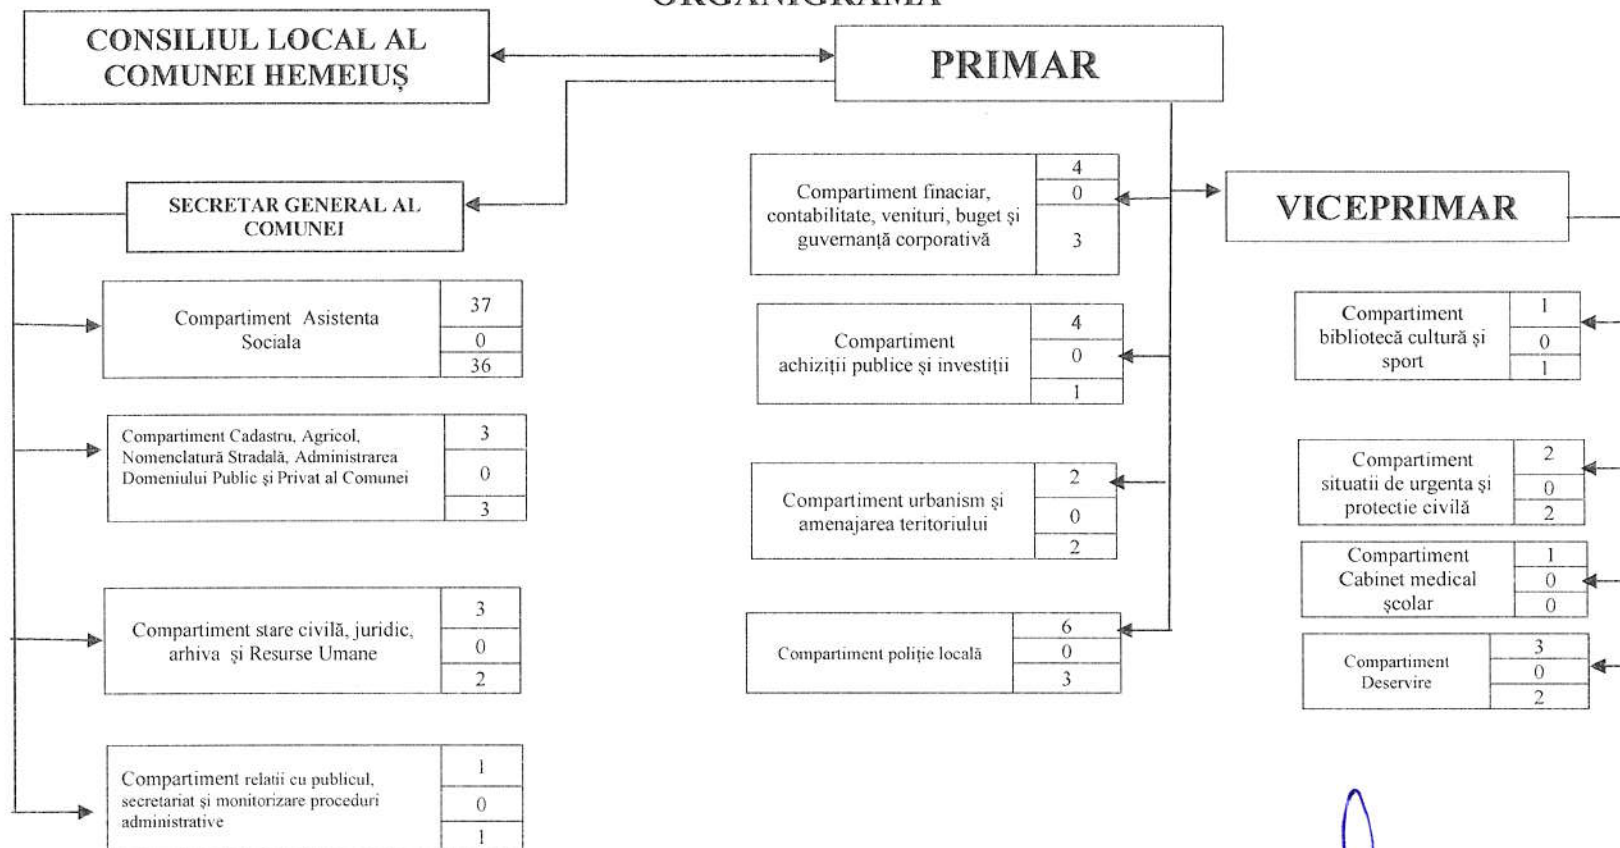 ORGANIGRAMA
CONSILIUL LOCAL AL
COMUNEI HEMEIUȘ
PRIMAR
SECRETAR GENERAL AL
COMUNEI
Compartiment Asistenta
Sociala
37
0
36
Compartiment Cadastru, Agricol,
Nomenclatură Stradală, Administrarea
Domeniului Public și Privat al Comunei
3
0
3
Compartiment stare civilă, juridic,
arhiva și Resurse Umane
3
0
2
Compartiment relatii cu publicul,
secretariat și monitorizare proceduri
administrative
1
0
1
Compartiment finaciar,
contabilitate, venituri, buget și
guvernanță corporativă
4
0
3
Compartiment
achiziții publice și investiții
4
0
1
Compartiment urbanism și
amenajarea teritoriului
2
0
2
Compartiment poliție locală
6
0
3
VICEPRIMAR
Compartiment
bibliotecă cultură și
sport
1
0
1
Compartiment
situatii de urgenta și
protectie civilă
2
0
2
Compartiment
Cabinet medical
școlar
1
0
0
Compartiment
Deservire
3
0
2